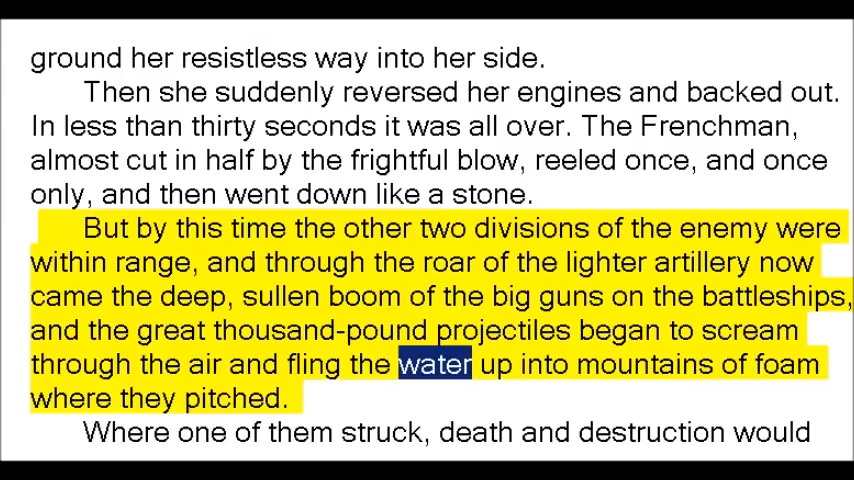 ground her resistless way into her side.
Then she suddenly reversed her engines and backed out.
In less than thirty seconds it was all over. The Frenchman,
almost cut in half by the frightful blow, reeled once, and once
only, and then went down like a stone.
But by this time the other two divisions of the enemy were
within range, and through the roar of the lighter artillery now
came the deep, sullen boom of the big guns on the battleships,
and the great thousand-pound projectiles began to scream
through the air and fling the water up into mountains of foam
where they pitched.
Where one of them struck, death and destruction would